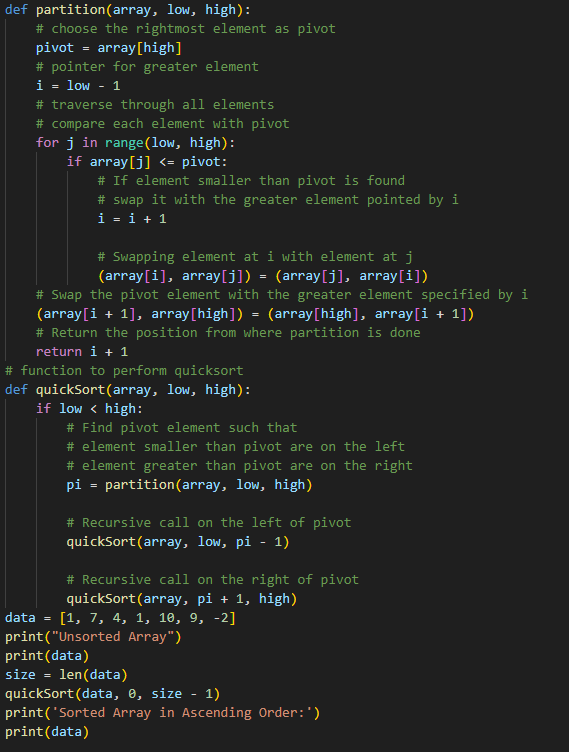 def partition(array, low, high):
    # choose the rightmost element as pivot
    pivot = array[high]
    # pointer for greater element
    i = low - 1
    # traverse through all elements
    # compare each element with pivot
    for j in range(low, high):
        if array[j] <= pivot:
            # If element smaller than pivot is found
            # swap it with the greater element pointed by i
            i = i + 1

            # Swapping element at i with element at j
            (array[i], array[j]) = (array[j], array[i])
    # Swap the pivot element with the greater element specified by i
    (array[i + 1], array[high]) = (array[high], array[i + 1])
    # Return the position from where partition is done
    return i + 1
# function to perform quicksort
def quickSort(array, low, high):
    if low < high:
        # Find pivot element such that
        # element smaller than pivot are on the left
        # element greater than pivot are on the right
        pi = partition(array, low, high)

        # Recursive call on the left of pivot
        quickSort(array, low, pi - 1)

        # Recursive call on the right of pivot
        quickSort(array, pi + 1, high)
data = [1, 7, 4, 1, 10, 9, -2]
print("Unsorted Array")
print(data)
size = len(data)
quickSort(data, 0, size - 1)
print('Sorted Array in Ascending Order:')
print(data)